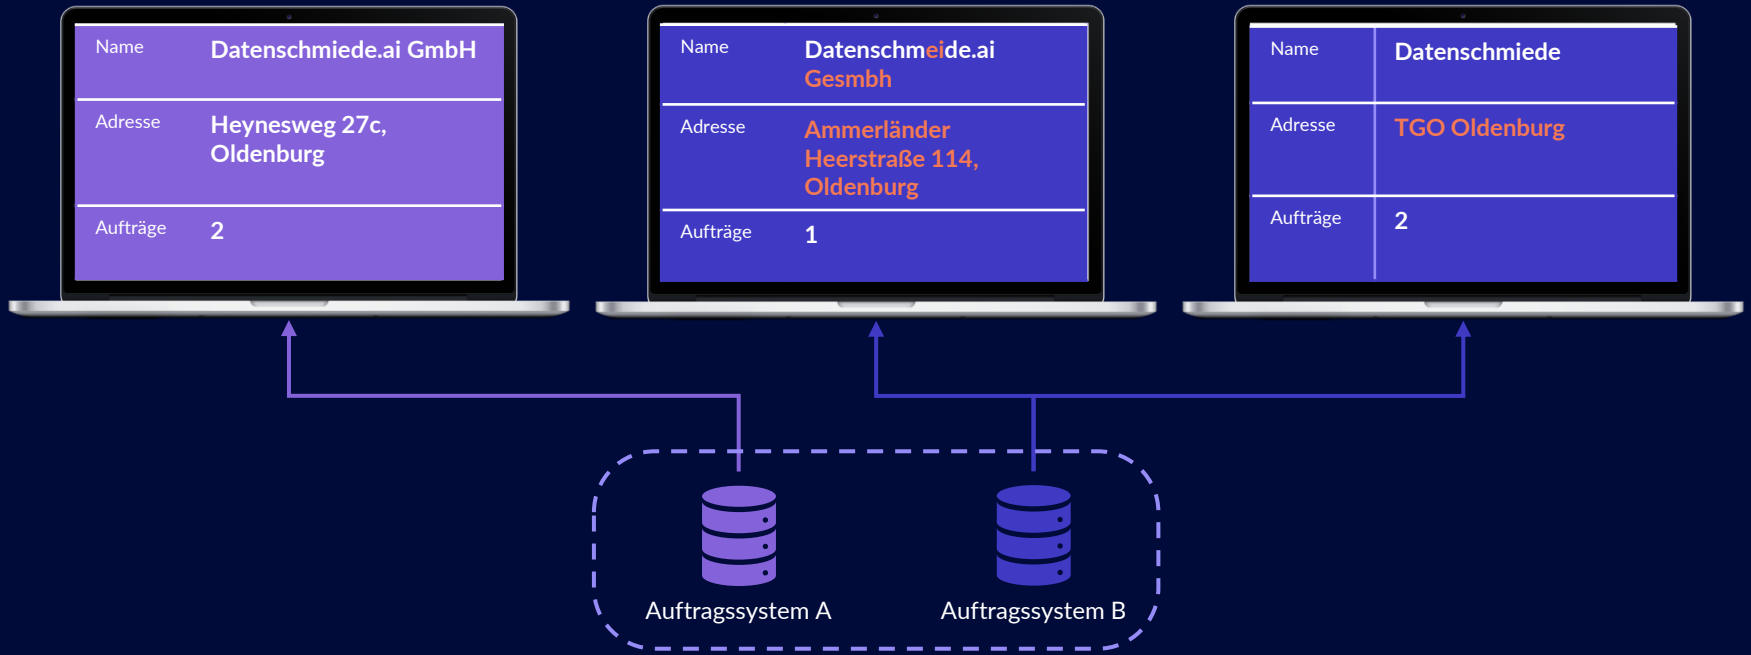 Name Datenschmiede.ai GmbH
Adresse Heynesweg 27c,
Oldenburg
Aufträge 2
Name Datenschmeide.ai
Gesmbh
Adresse Ammerländer
Heerstraße 114,
Oldenburg
Aufträge 1
Name Datenschmiede
Adresse TGO Oldenburg
Aufträge 2
Auftragssystem A
Auftragssystem B